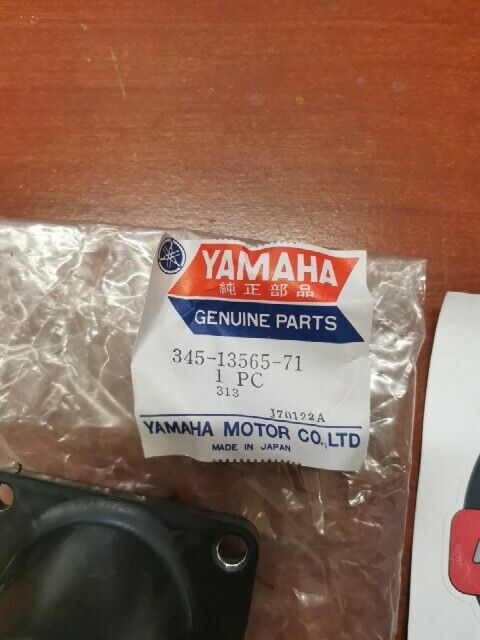 YAMAHA
純正部品
GENUINE PARTS
345-13565-71
1 PC
313
J70122A
YAMAHA MOTOR CO.,LTD
MADE IN JAPAN